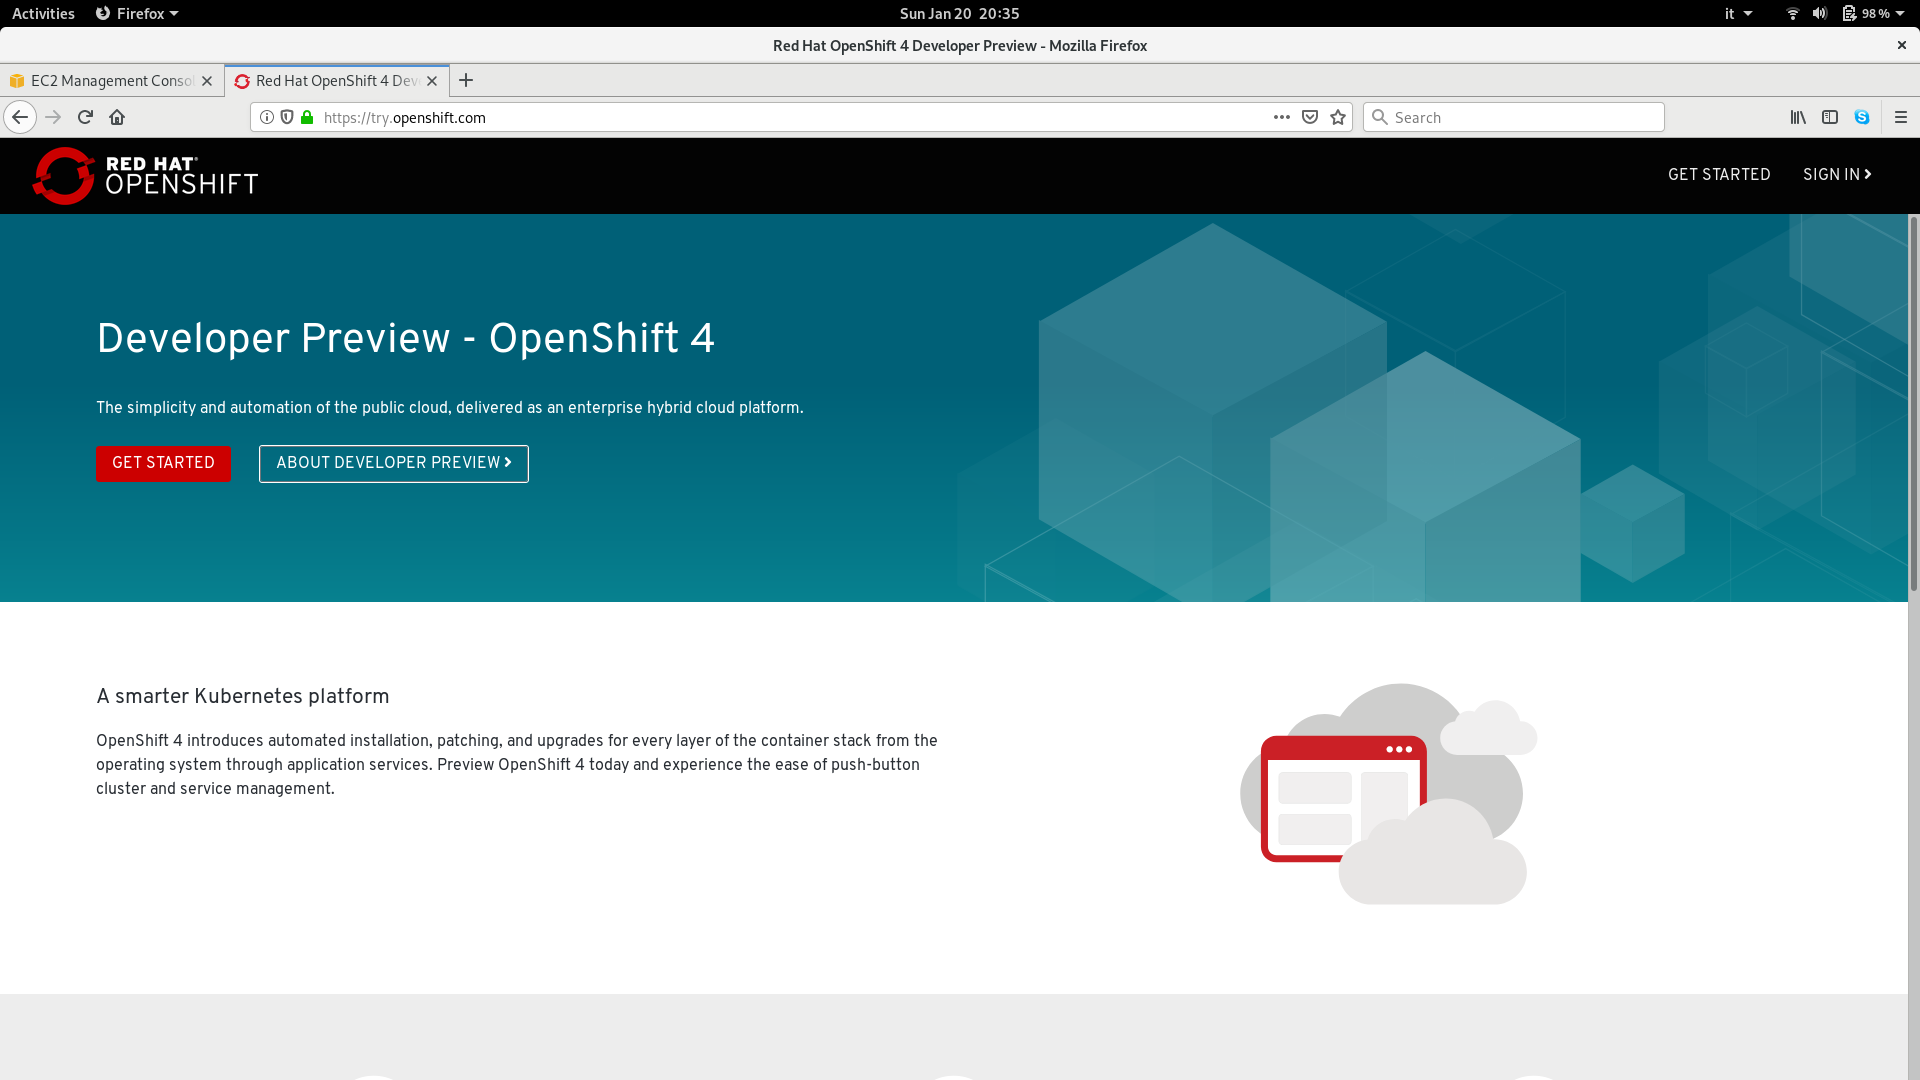 Activities Firefox Sun Jan 20 20:35 it 98 %
Red Hat OpenShift 4 Developer Preview - Mozilla Firefox
EC2 Management Conso Red Hat OpenShift 4 Dev
https://try.openshift.com Search
RED HAT®
OPENSHIFT
GET STARTED SIGN IN
Developer Preview - OpenShift 4
The simplicity and automation of the public cloud, delivered as an enterprise hybrid cloud platform.
GET STARTED ABOUT DEVELOPER PREVIEW
A smarter Kubernetes platform
OpenShift 4 introduces automated installation, patching, and upgrades for every layer of the container stack from the
operating system through application services. Preview OpenShift 4 today and experience the ease of push-button
cluster and service management.